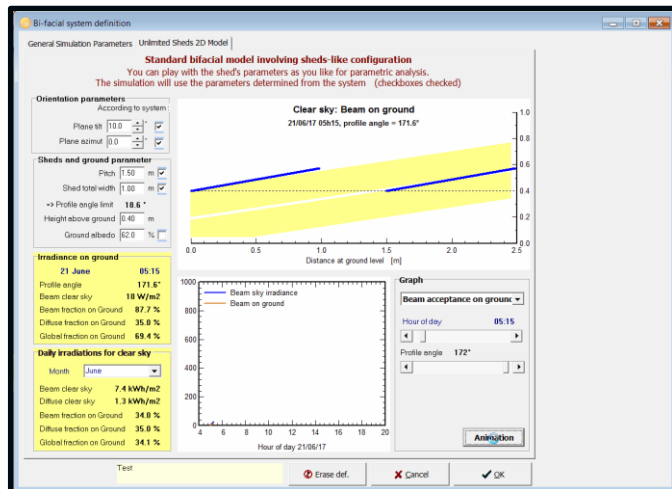 Bi-facial system definition
General Simulation Parameters
Unlimited Sheds 2D Model
Standard bifacial model involving sheds-like configuration
You can play with the shed's parameters as you like for parametric analysis.
The simulation will use the parameters determined from the system (checkboxes checked)
Orientation parameters
According to system :
Plane tilt 10.0 °
Plane azimut 0.0 °
Sheds and ground parameter
Pitch 1.50 m
Shed total width 1.00 m
-> Profile angle limit 18.6 °
Height above ground 0.40 m
Ground albedo 62.0 %
Irradiance on ground
21 June 05:15
Profile angle 171.6°
Beam clear sky 18 W/m2
Beam fraction on Ground 87.7 %
Diffuse fraction on Ground 35.0 %
Global fraction on Ground 69.4 %
Daily irradiations for clear sky
Month June
Beam clear sky 7.4 kWh/m2
Diffuse clear sky 1.3 kWh/m2
Beam fraction on Ground 34.0 %
Diffuse fraction on Ground 35.0 %
Global fraction on Ground 34.1 %
Clear sky: Beam on ground
21/06/17 05h15, profile angle = 171.6°
1.0
0.8
0.6
0.4
0.2
0.0
0.0 0.5 1.0 1.5 2.0 2.5
Distance at ground level [m]
1000
800
600
400
200
0
Beam sky irradiance
Beam on ground
4 6 8 10 12 14 16 18 20
Hour of day 21/06/17
Graph
Beam acceptance on ground
Hour of day 05:15
Profile angle 172°
Animation
Test
Erase def.
Cancel
OK